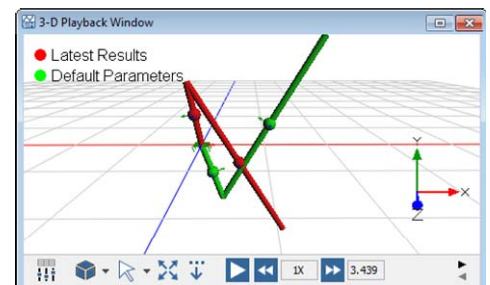 3-D Playback Window
Latest Results
Default Parameters
Y
X
Z
1X
3.439